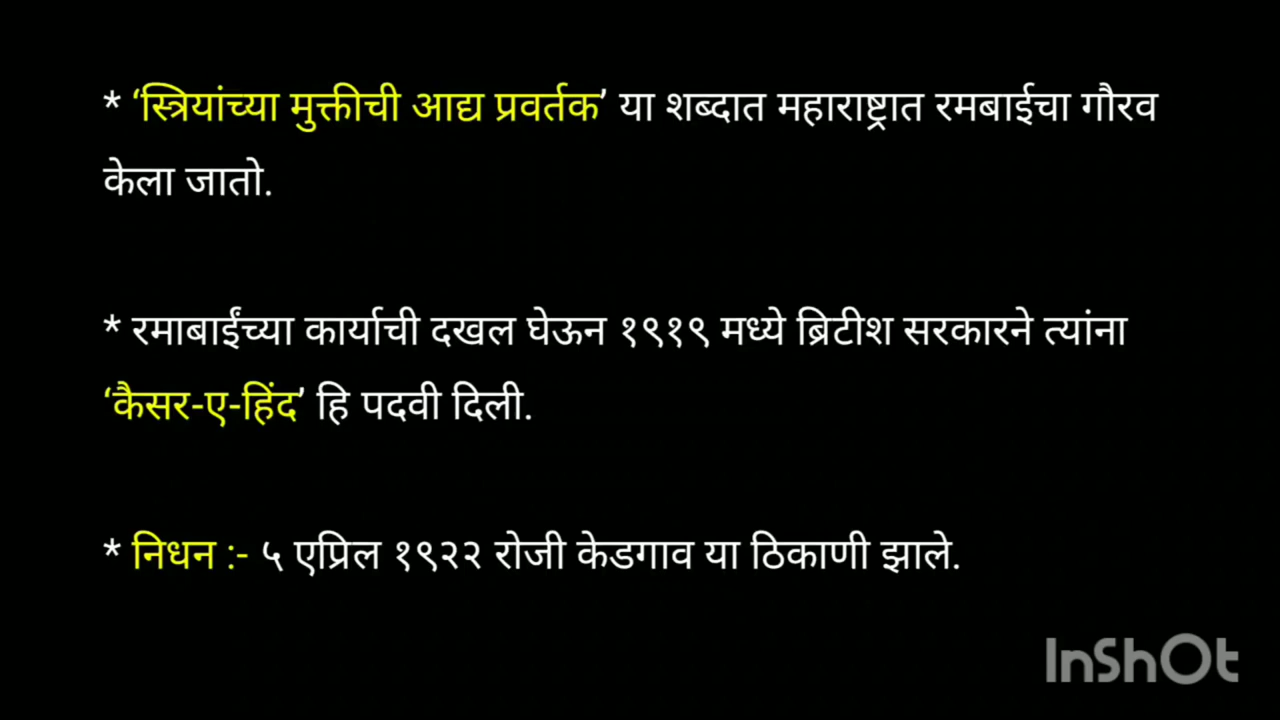 * ‘स्त्रियांच्या मुक्तीची आद्य प्रवर्तक’ या शब्दात महाराष्ट्रात रमबाईचा गौरव
केला जातो.
* रमाबाईंच्या कार्याची दखल घेऊन १९१९ मध्ये ब्रिटीश सरकारने त्यांना
‘कैसर-ए-हिंद’ हि पदवी दिली.
* निधन :- ५ एप्रिल १९२२ रोजी केडगाव या ठिकाणी झाले.
InShOt